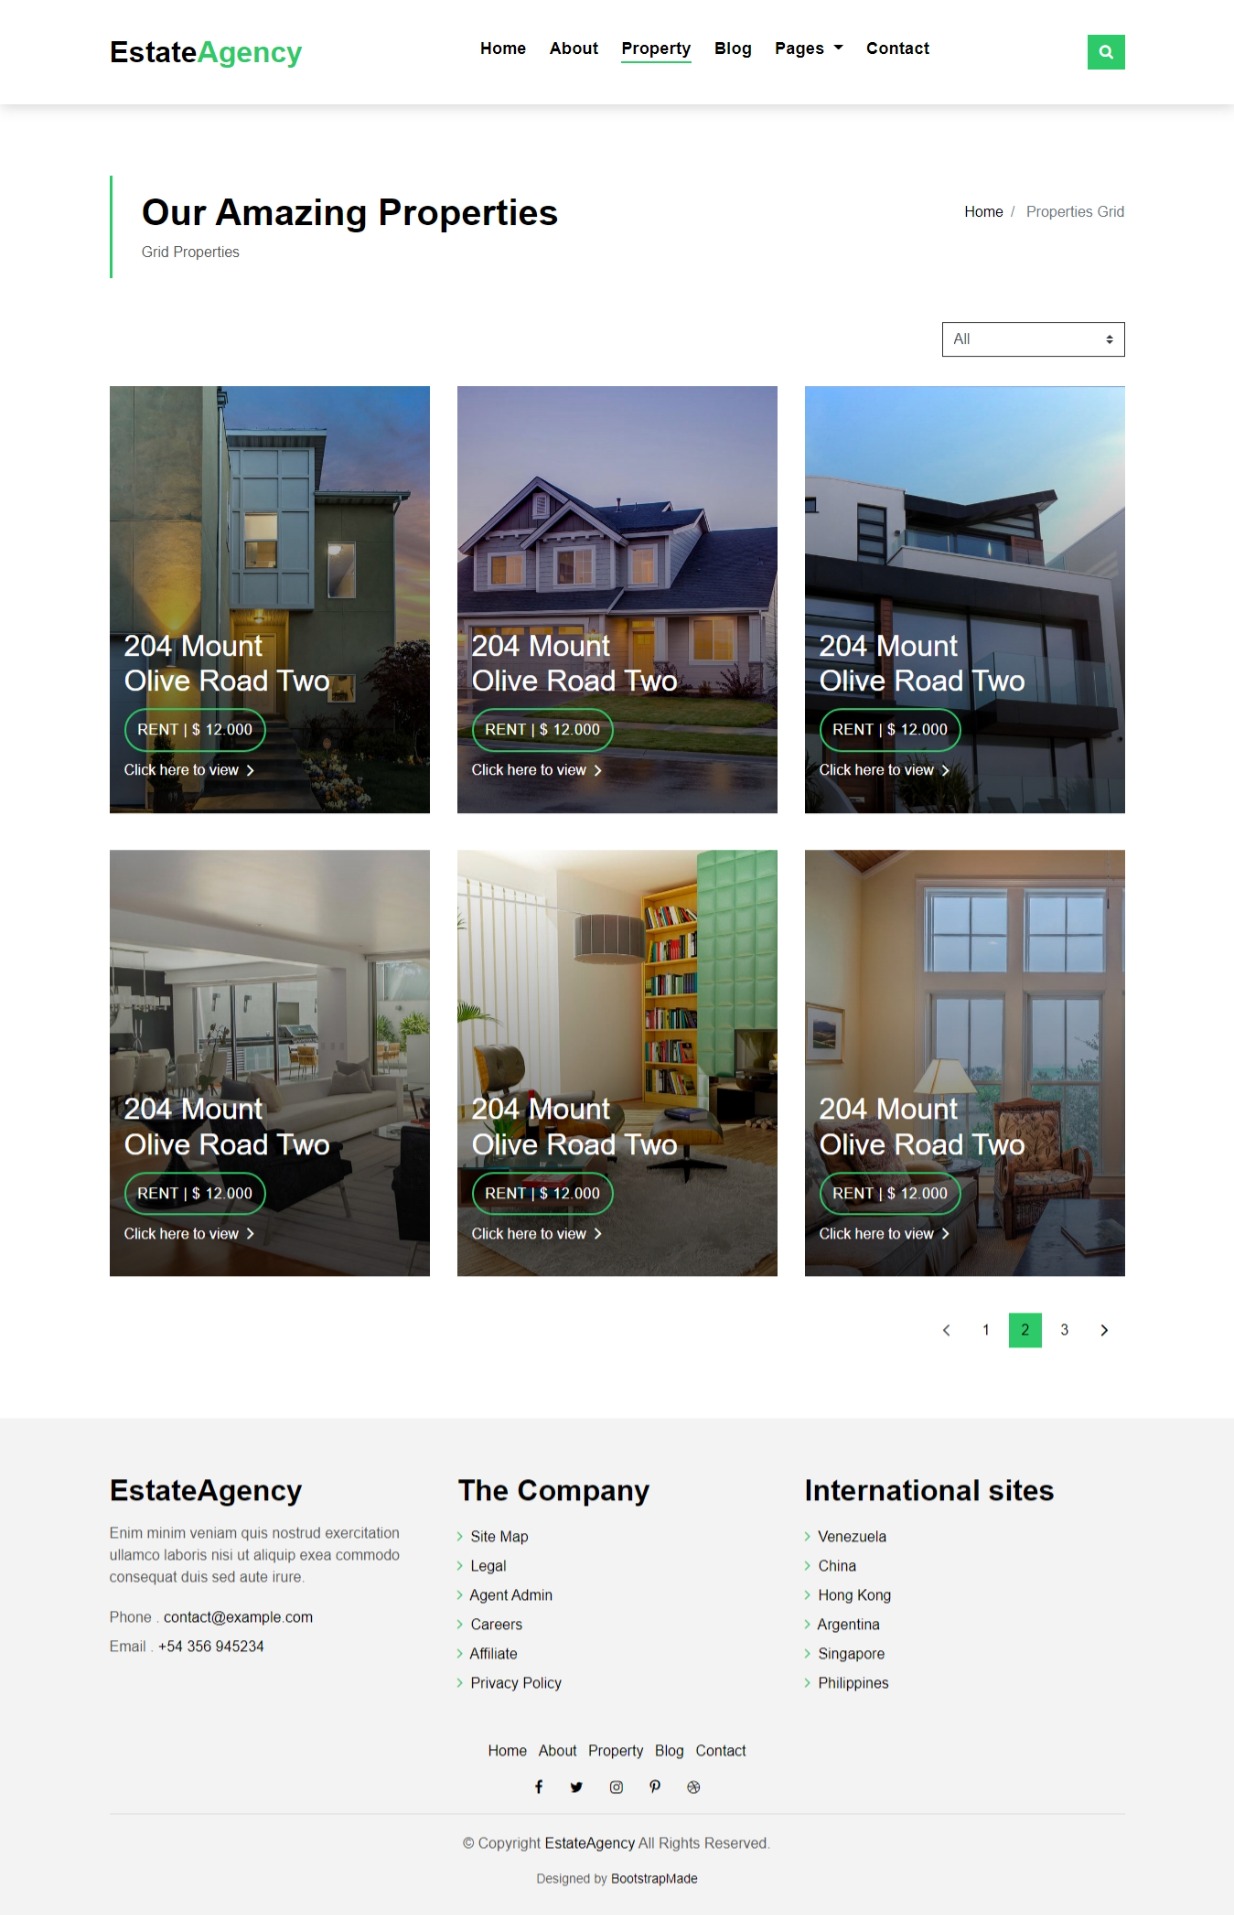 EstateAgency
Home About Property Blog Pages Contact
Our Amazing Properties
Home / Properties Grid
Grid Properties
All
204 Mount
Olive Road Two
RENT | $ 12.000
Click here to view
204 Mount
Olive Road Two
RENT | $ 12.000
Click here to view
204 Mount
Olive Road Two
RENT | $ 12.000
Click here to view
204 Mount
Olive Road Two
RENT | $ 12.000
Click here to view
204 Mount
Olive Road Two
RENT | $ 12.000
Click here to view
204 Mount
Olive Road Two
RENT | $ 12.000
Click here to view
1 2 3
EstateAgency
Enim minim veniam quis nostrud exercitation
ullamco laboris nisi ut aliquip exea commodo
consequat duis sed aute irure.
Phone . contact@example.com
Email . +54 356 945234
The Company
Site Map
Legal
Agent Admin
Careers
Affiliate
Privacy Policy
International sites
Venezuela
China
Hong Kong
Argentina
Singapore
Philippines
Home About Property Blog Contact
© Copyright EstateAgency All Rights Reserved.
Designed by BootstrapMade